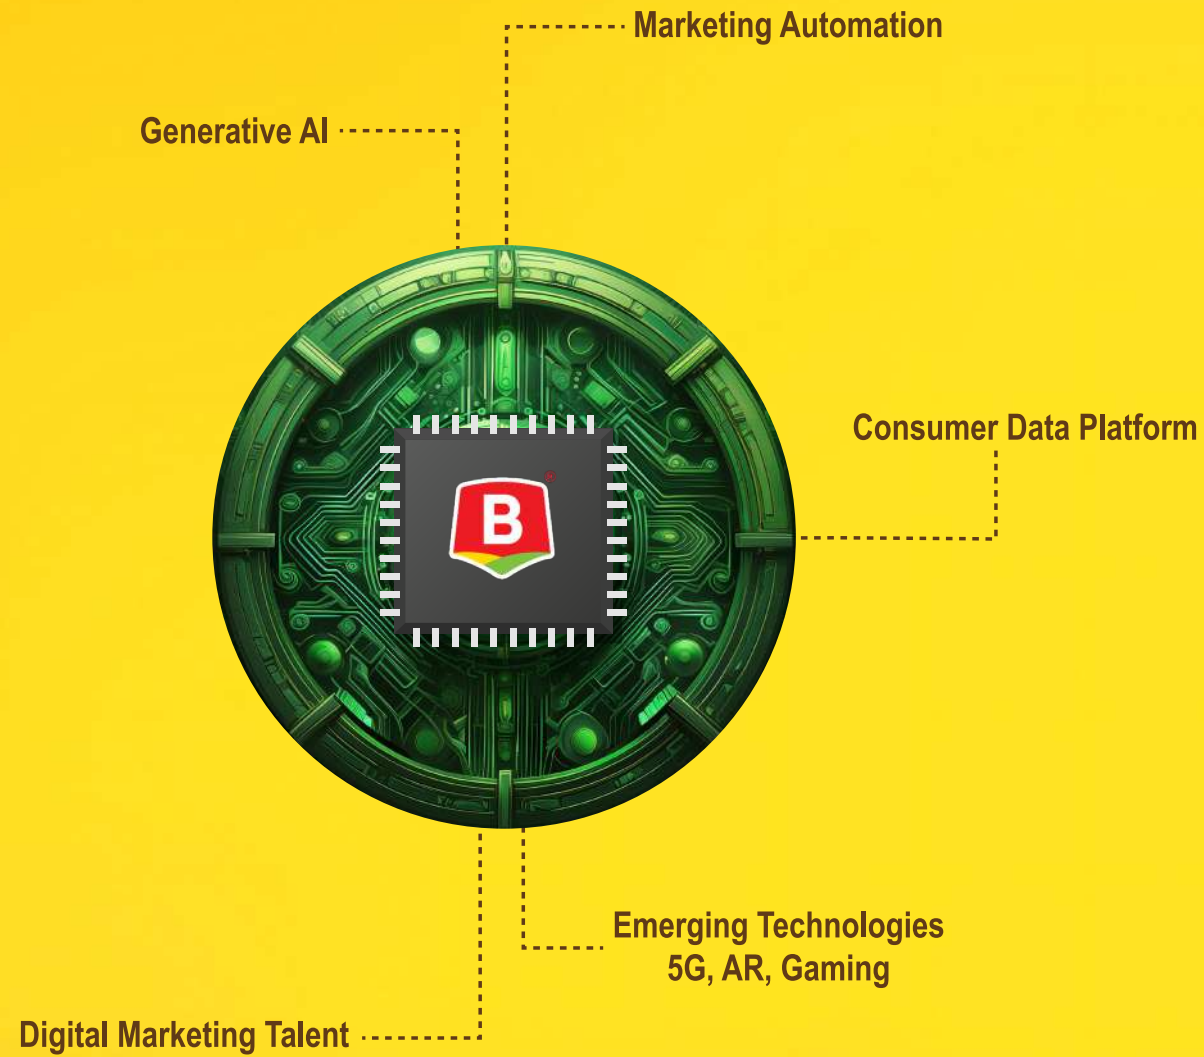 Marketing Automation
Generative AI
Consumer Data Platform
B
Emerging Technologies
5G, AR, Gaming
Digital Marketing Talent